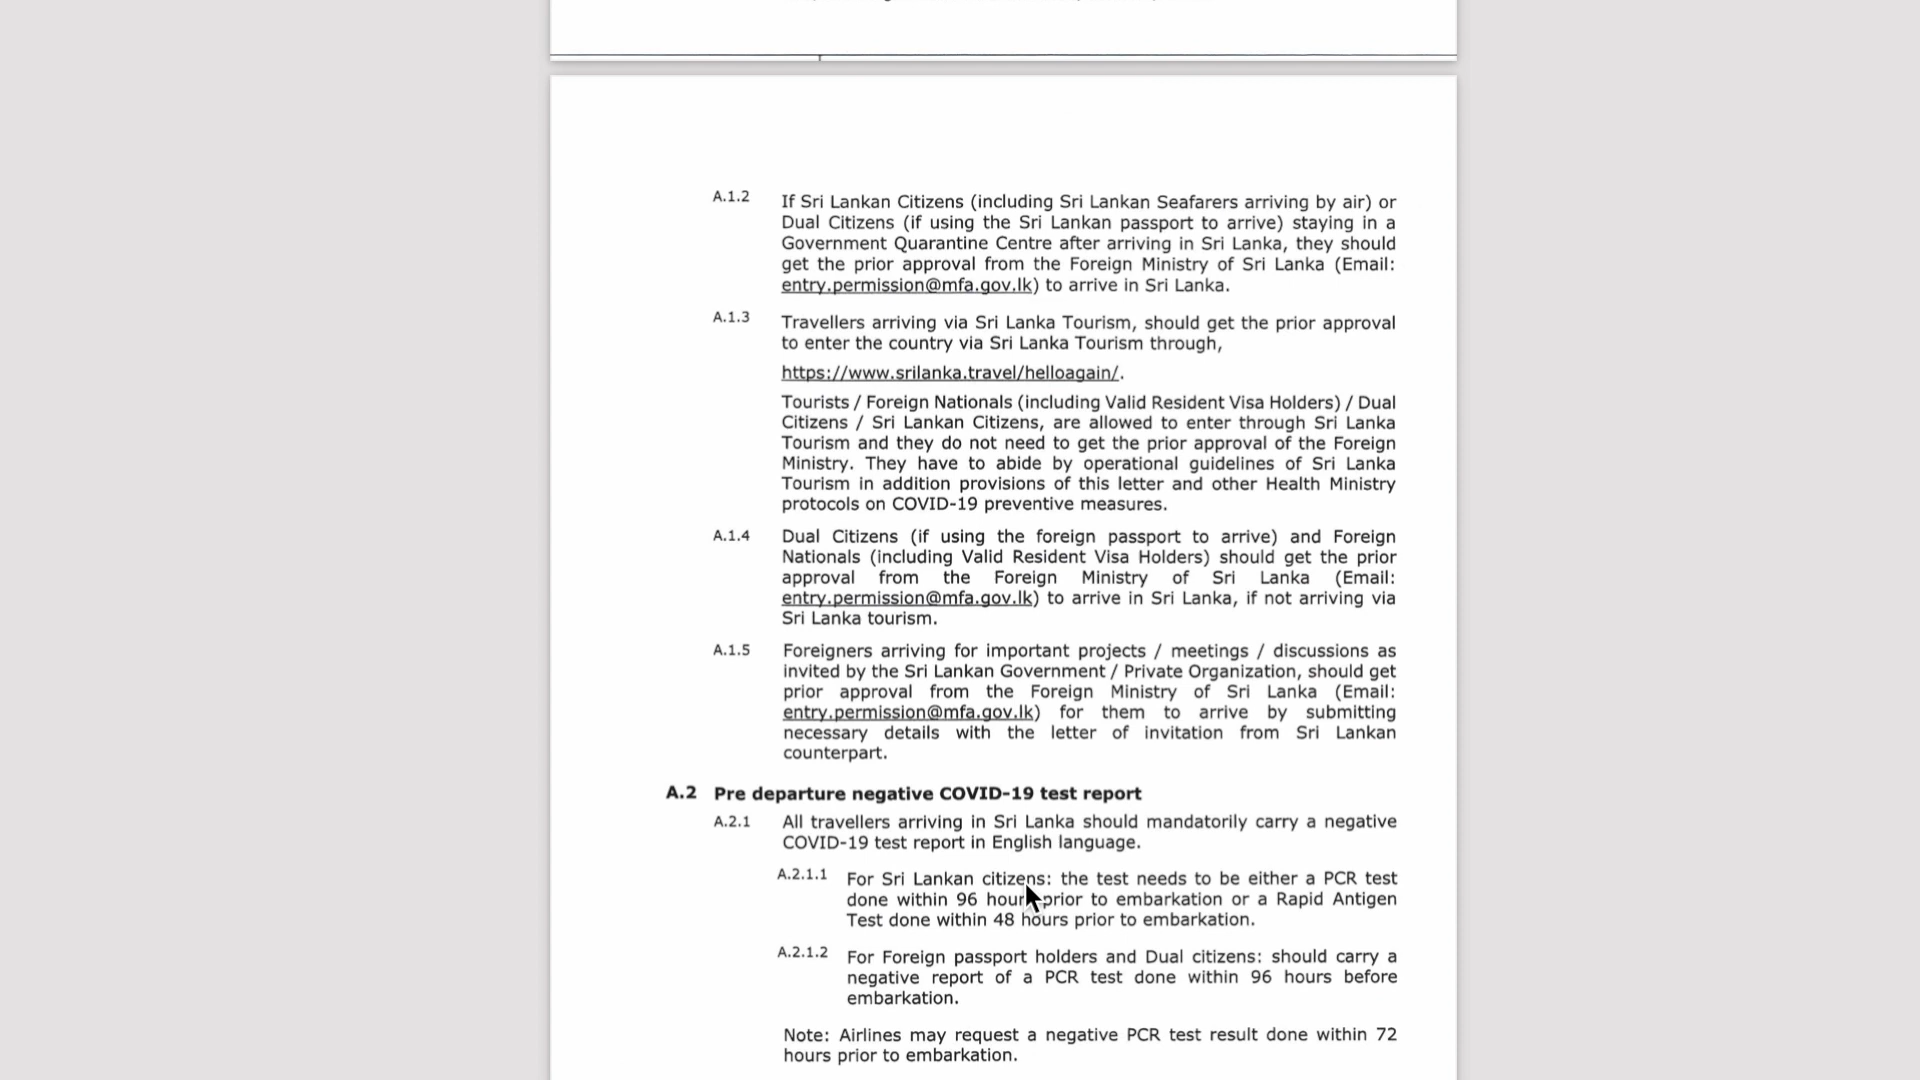 A.1.2 If Sri Lankan Citizens (including Sri Lankan Seafarers arriving by air) or
Dual Citizens (if using the Sri Lankan passport to arrive) staying in a
Government Quarantine Centre after arriving in Sri Lanka, they should
get the prior approval from the Foreign Ministry of Sri Lanka (Email:
entry.permission@mfa.gov.lk) to arrive in Sri Lanka.
A.1.3 Travellers arriving via Sri Lanka Tourism, should get the prior approval
to enter the country via Sri Lanka Tourism through,
https://www.srilanka.travel/helloagain/.
Tourists / Foreign Nationals (including Valid Resident Visa Holders) / Dual
Citizens / Sri Lankan Citizens, are allowed to enter through Sri Lanka
Tourism and they do not need to get the prior approval of the Foreign
Ministry. They have to abide by operational guidelines of Sri Lanka
Tourism in addition provisions of this letter and other Health Ministry
protocols on COVID-19 preventive measures.
A.1.4 Dual Citizens (if using the foreign passport to arrive) and Foreign
Nationals (including Valid Resident Visa Holders) should get the prior
approval from the Foreign Ministry of Sri Lanka (Email:
entry.permission@mfa.gov.lk) to arrive in Sri Lanka, if not arriving via
Sri Lanka tourism.
A.1.5 Foreigners arriving for important projects / meetings / discussions as
invited by the Sri Lankan Government / Private Organization, should get
prior approval from the Foreign Ministry of Sri Lanka (Email:
entry.permission@mfa.gov.lk) for them to arrive by submitting
necessary details with the letter of invitation from Sri Lankan
counterpart.
A.2 Pre departure negative COVID-19 test report
A.2.1 All travellers arriving in Sri Lanka should mandatorily carry a negative
COVID-19 test report in English language.
A.2.1.1 For Sri Lankan citizens: the test needs to be either a PCR test
done within 96 hours prior to embarkation or a Rapid Antigen
Test done within 48 hours prior to embarkation.
A.2.1.2 For Foreign passport holders and Dual citizens: should carry a
negative report of a PCR test done within 96 hours before
embarkation.
Note: Airlines may request a negative PCR test result done within 72
hours prior to embarkation.